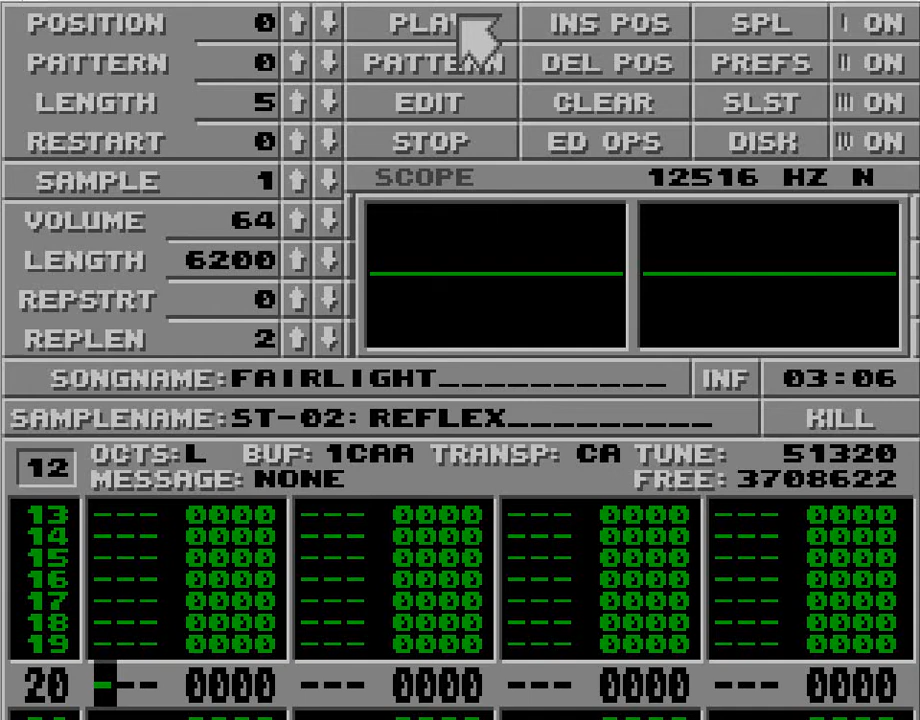 POSITION 0 PLAY INS POS SPL I ON
PATTERN 0 PATTERN DEL POS PREFS II ON
LENGTH 5 EDIT CLEAR SLST III ON
RESTART 0 STOP ED OPS DISK IV ON
SAMPLE 1 SCOPE 12516 HZ N
VOLUME 64
LENGTH 6200
REPSTRT 0
REPLEN 2
SONGNAME:FAIRLIGHT__________ INF 03:06
SAMPLENAME:ST-02:REFLEX_________ KILL
12 OCTS:L BUF: 1CAA TRANSP: CA TUNE: 51320
MESSAGE: NONE FREE: 3708622
13 --- 0000 --- 0000 --- 0000 --- 0000
14 --- 0000 --- 0000 --- 0000 --- 0000
15 --- 0000 --- 0000 --- 0000 --- 0000
16 --- 0000 --- 0000 --- 0000 --- 0000
17 --- 0000 --- 0000 --- 0000 --- 0000
18 --- 0000 --- 0000 --- 0000 --- 0000
19 --- 0000 --- 0000 --- 0000 --- 0000
20 --- 0000 --- 0000 --- 0000 --- 0000